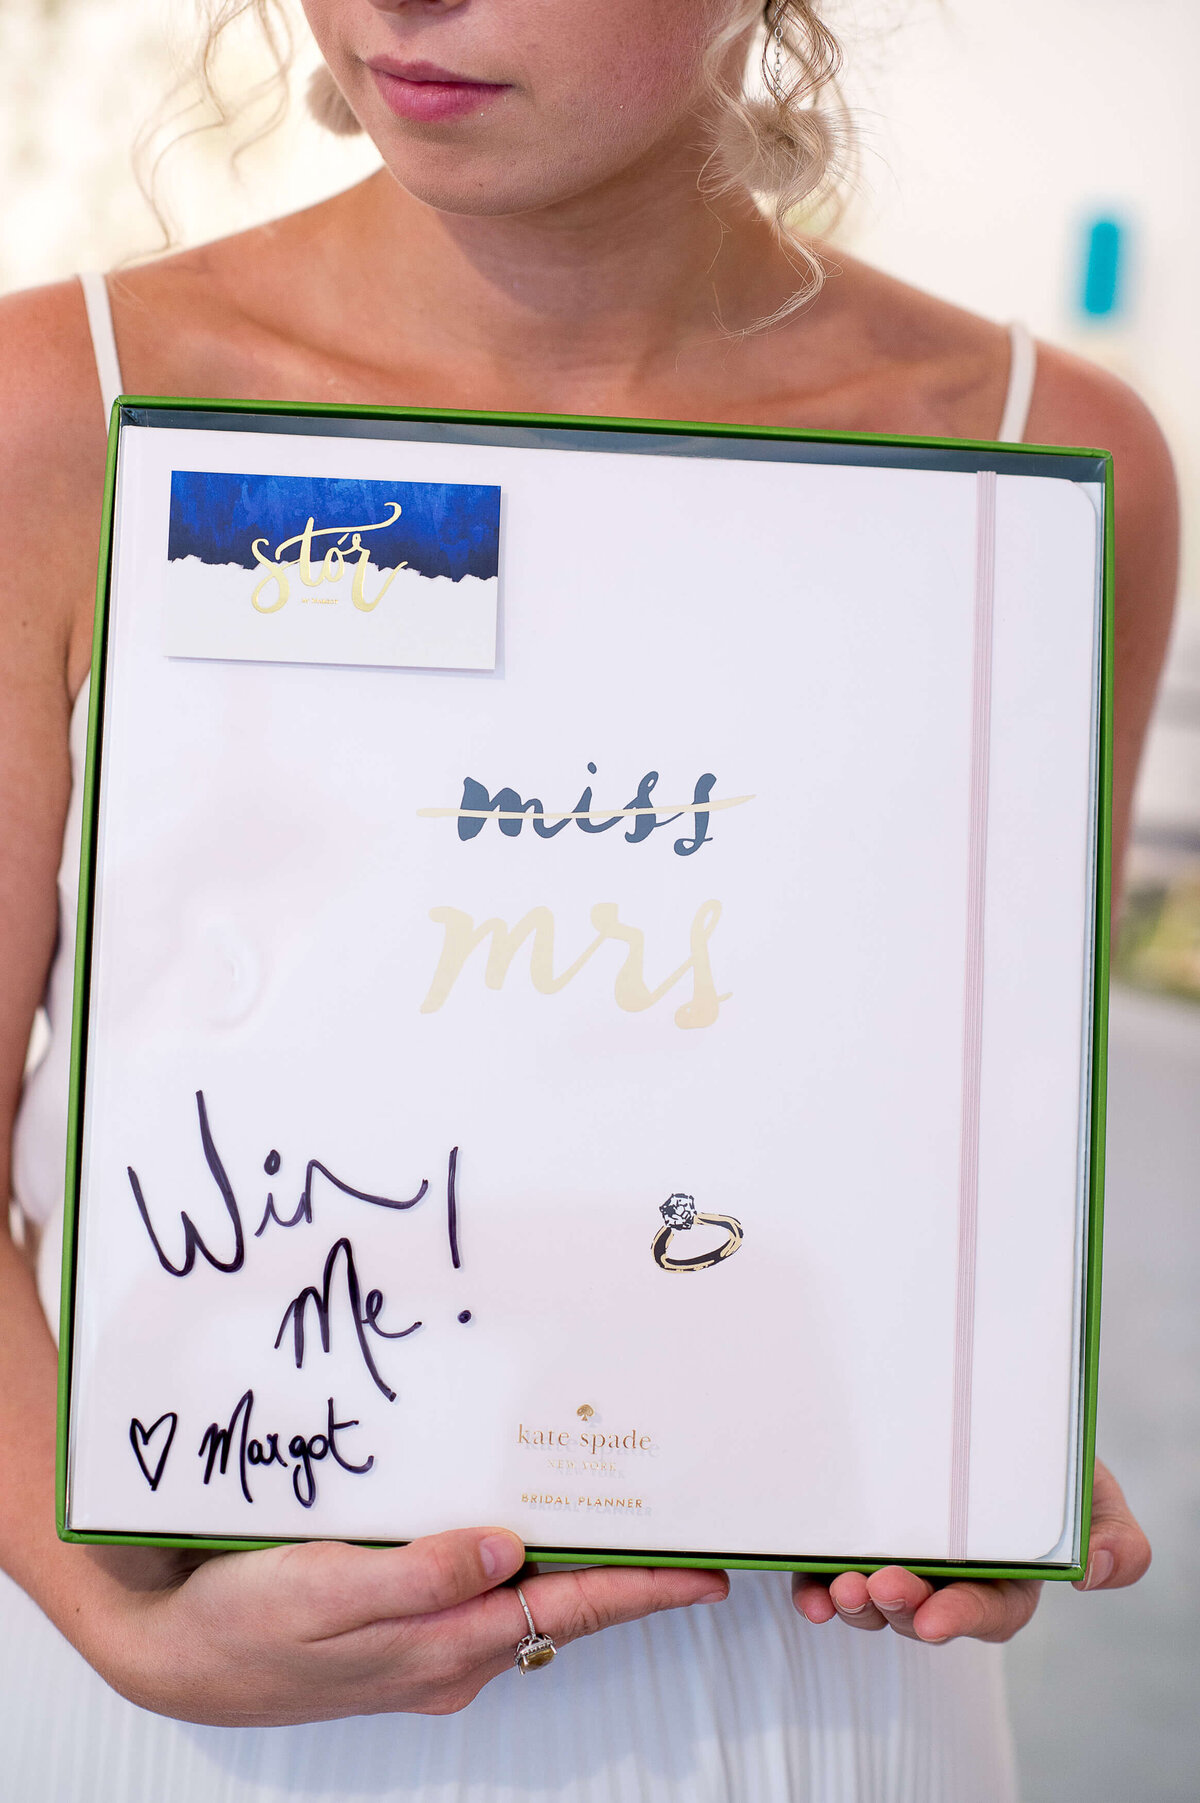 stór
miss
mrs
Win
Me!
♡ Margot
kate spade
NEW YORK
BRIDAL PLANNER